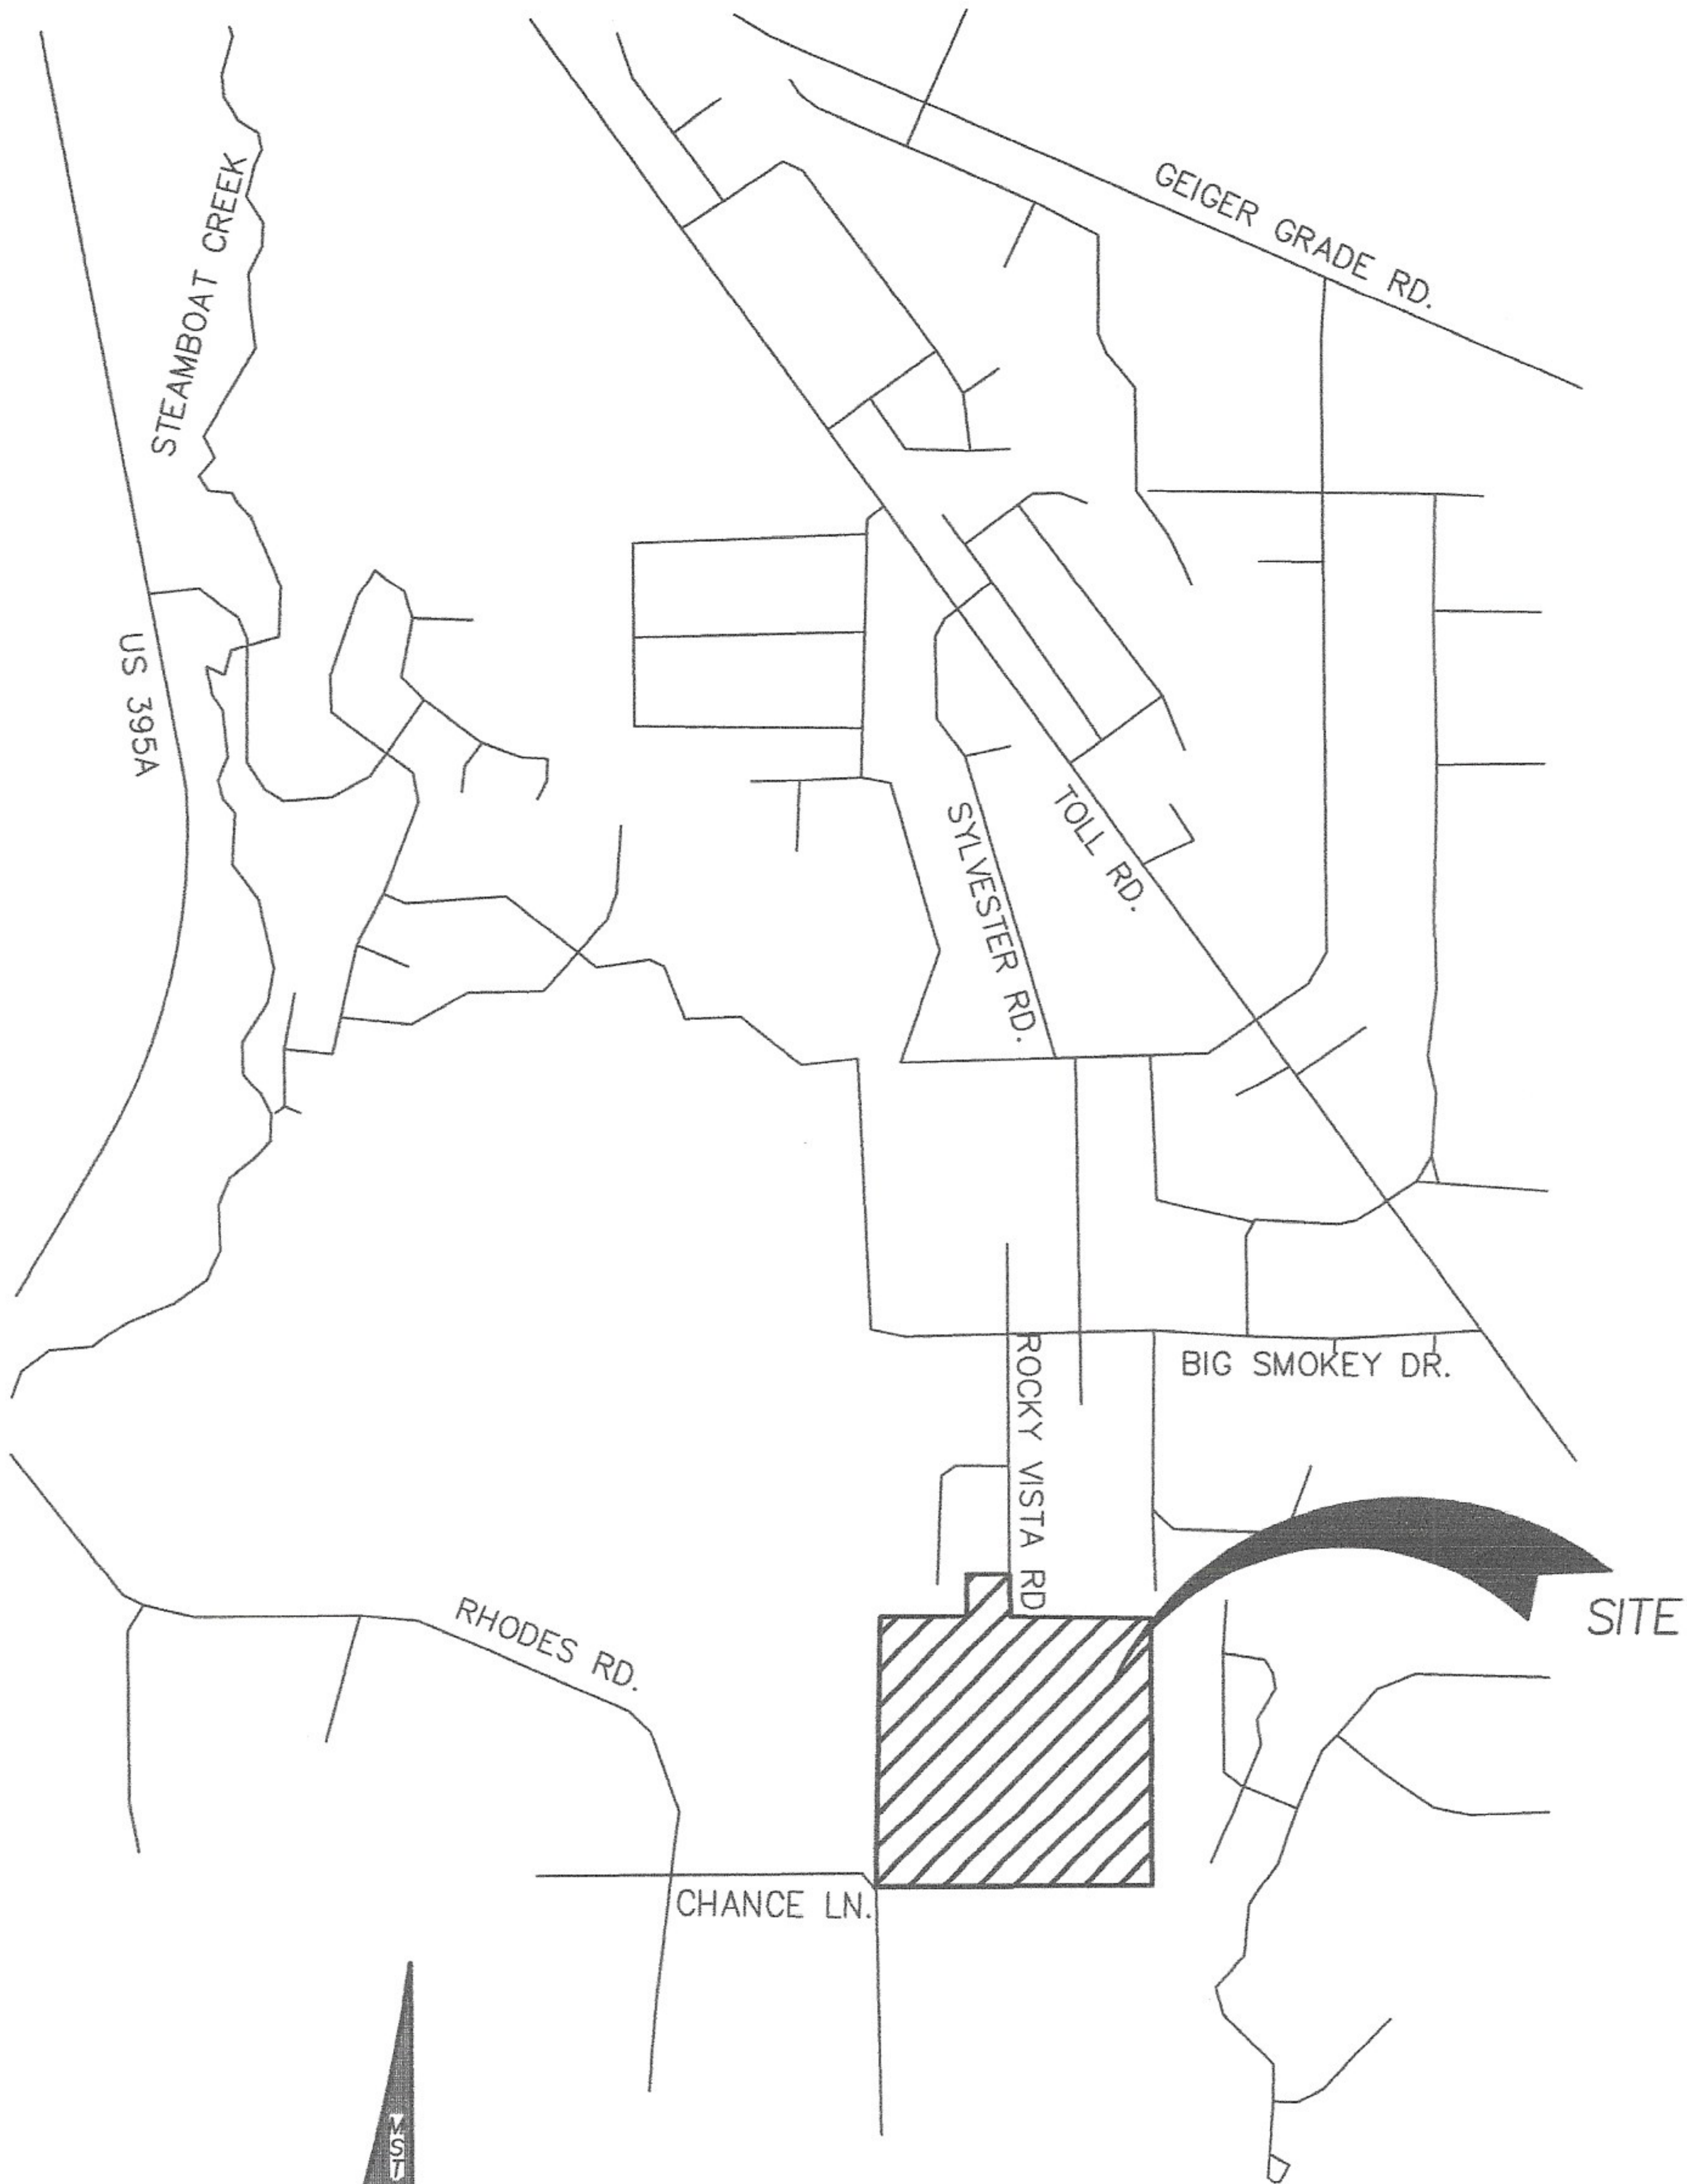 GEIGER GRADE RD.
STEAMBOAT CREEK
US 395A
TOLL RD.
SYLVESTER RD.
BIG SMOKEY DR.
ROCKY VISTA RD
SITE
RHODES RD.
CHANCE LN.
VST